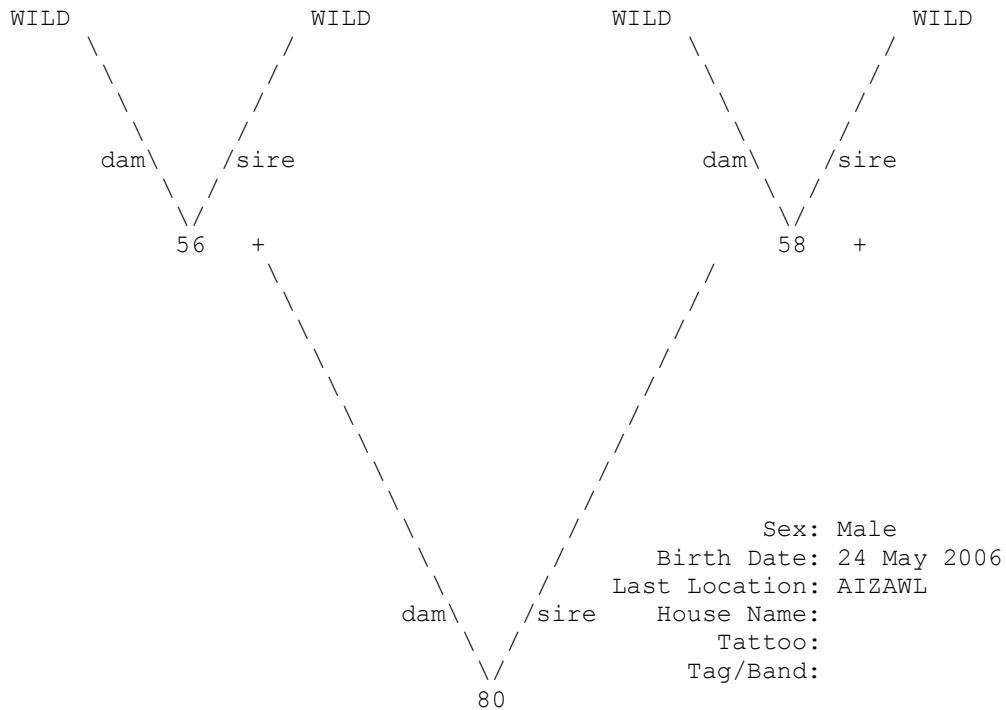 WILD WILD WILD WILD
dam\ /sire dam\ /sire
56 + 58 +
Sex: Male
Birth Date: 24 May 2006
Last Location: AIZAWL
dam\ /sire House Name:
Tattoo:
Tag/Band:
80